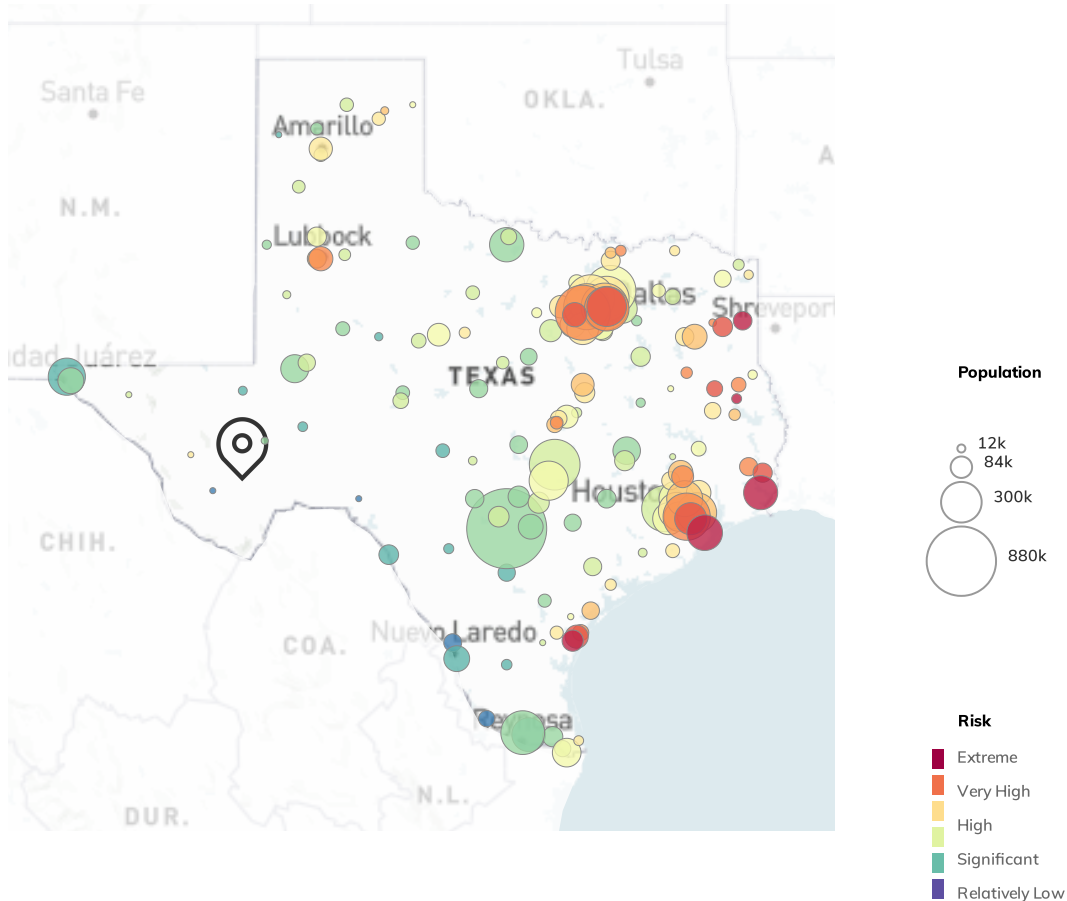 Tulsa
Santa Fe
OKLA.
Amarillo
A
N.M.
Lubbock
allas
Shreveport
dad Juárez
TEXAS
Population
12k
84k
Housto
300k
CHIH.
880k
Nuevo Laredo
COA.
Reynosa
Risk
Extreme
Very High
N.L.
DUR.
High
Significant
Relatively Low